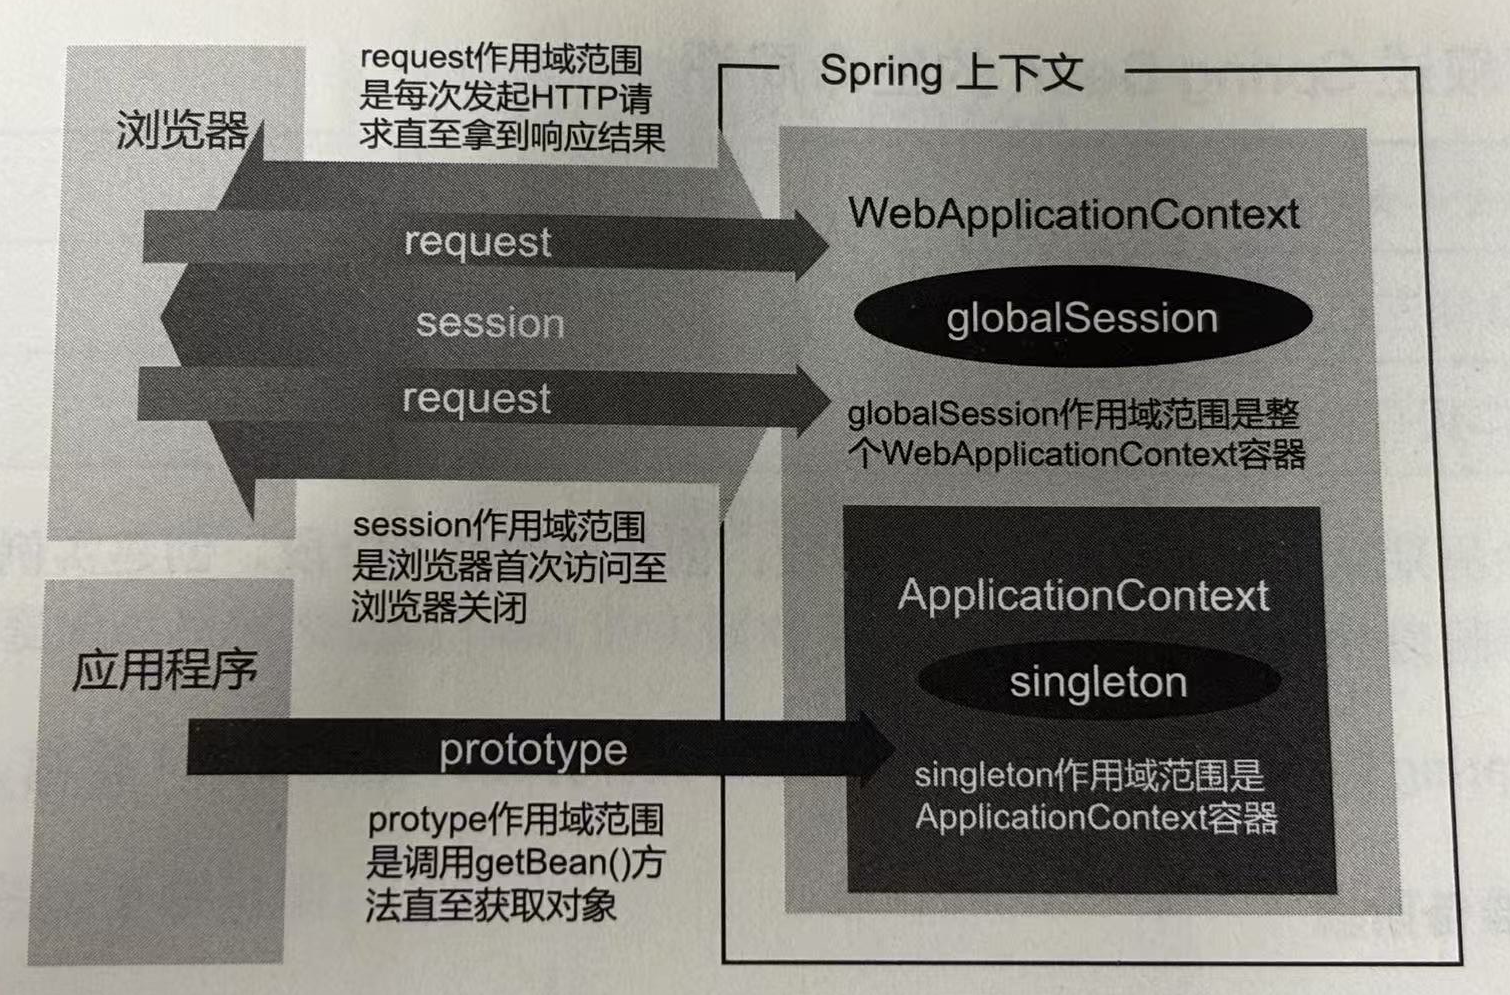 request作用域范围
是每次发起HTTP请
求直至拿到响应结果
Spring 上下文
浏览器
WebApplicationContext
request
globalSession
session
request
globalSession作用域范围是整
个WebApplicationContext容器
session作用域范围
是浏览器首次访问至
浏览器关闭
ApplicationContext
应用程序
singleton
prototype
singleton作用域范围是
ApplicationContext容器
protype作用域范围
是调用getBean()方
法直至获取对象